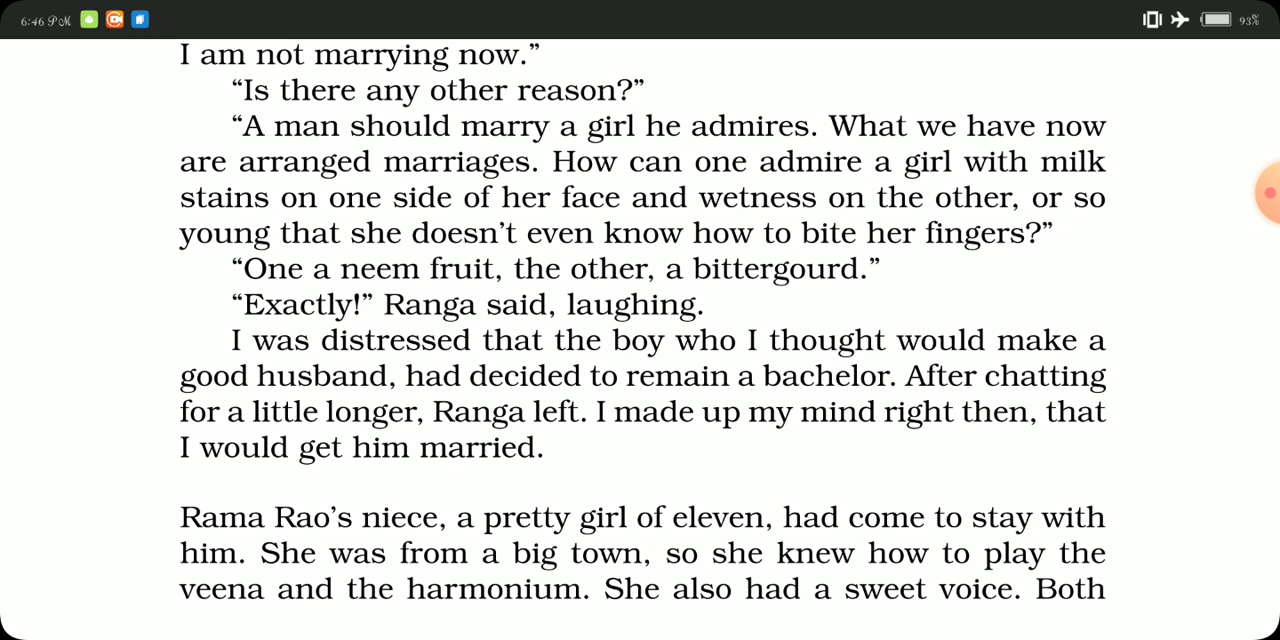 6:46 PM
93%
I am not marrying now.”
“Is there any other reason?”
“A man should marry a girl he admires. What we have now
are arranged marriages. How can one admire a girl with milk
stains on one side of her face and wetness on the other, or so
young that she doesn’t even know how to bite her fingers?”
“One a neem fruit, the other, a bittergourd.”
“Exactly!” Ranga said, laughing.
I was distressed that the boy who I thought would make a
good husband, had decided to remain a bachelor. After chatting
for a little longer, Ranga left. I made up my mind right then, that
I would get him married.
Rama Rao’s niece, a pretty girl of eleven, had come to stay with
him. She was from a big town, so she knew how to play the
veena and the harmonium. She also had a sweet voice. Both